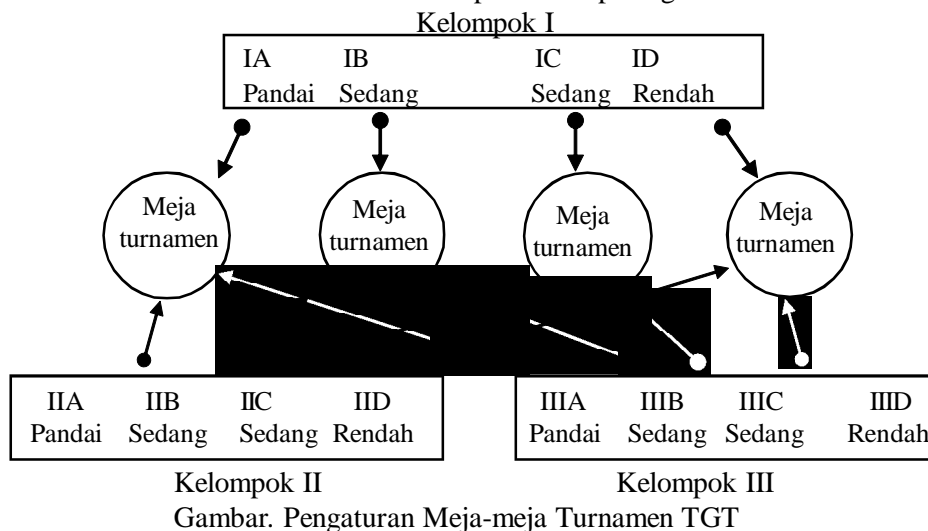 Kelompok I
IA IB IC ID
Pandai Sedang Sedang Rendah
Meja turnamen
Meja turnamen
Meja turnamen
Meja turnamen
IIA IIB IIC IID
Pandai Sedang Sedang Rendah
IIIA IIIB IIIC IIID
Pandai Sedang Sedang Rendah
Kelompok II
Kelompok III
Gambar. Pengaturan Meja-meja Turnamen TGT